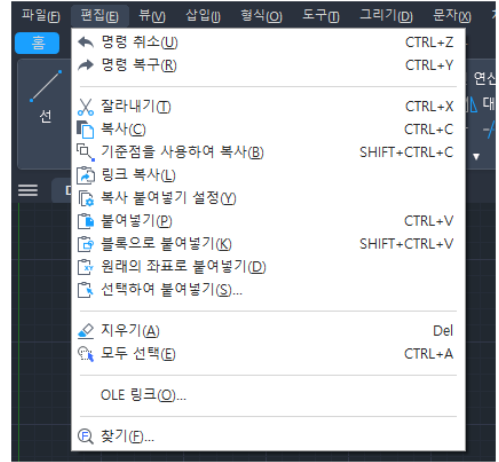 파일(F) 편집(E) 뷰(V) 삽입(I) 형식(O) 도구(T) 그리기(D) 문자(X)
홈
선
명령 취소(U) CTRL+Z
명령 복구(R) CTRL+Y
잘라내기(T) CTRL+X
복사(C) CTRL+C
기준점을 사용하여 복사(B) SHIFT+CTRL+C
링크 복사(L)
복사 붙여넣기 설정(Y)
붙여넣기(P) CTRL+V
블록으로 붙여넣기(K) SHIFT+CTRL+V
원래의 좌표로 붙여넣기(D)
선택하여 붙여넣기(S)...
지우기(A) Del
모두 선택(E) CTRL+A
OLE 링크(O)...
찾기(F)...
연신
대